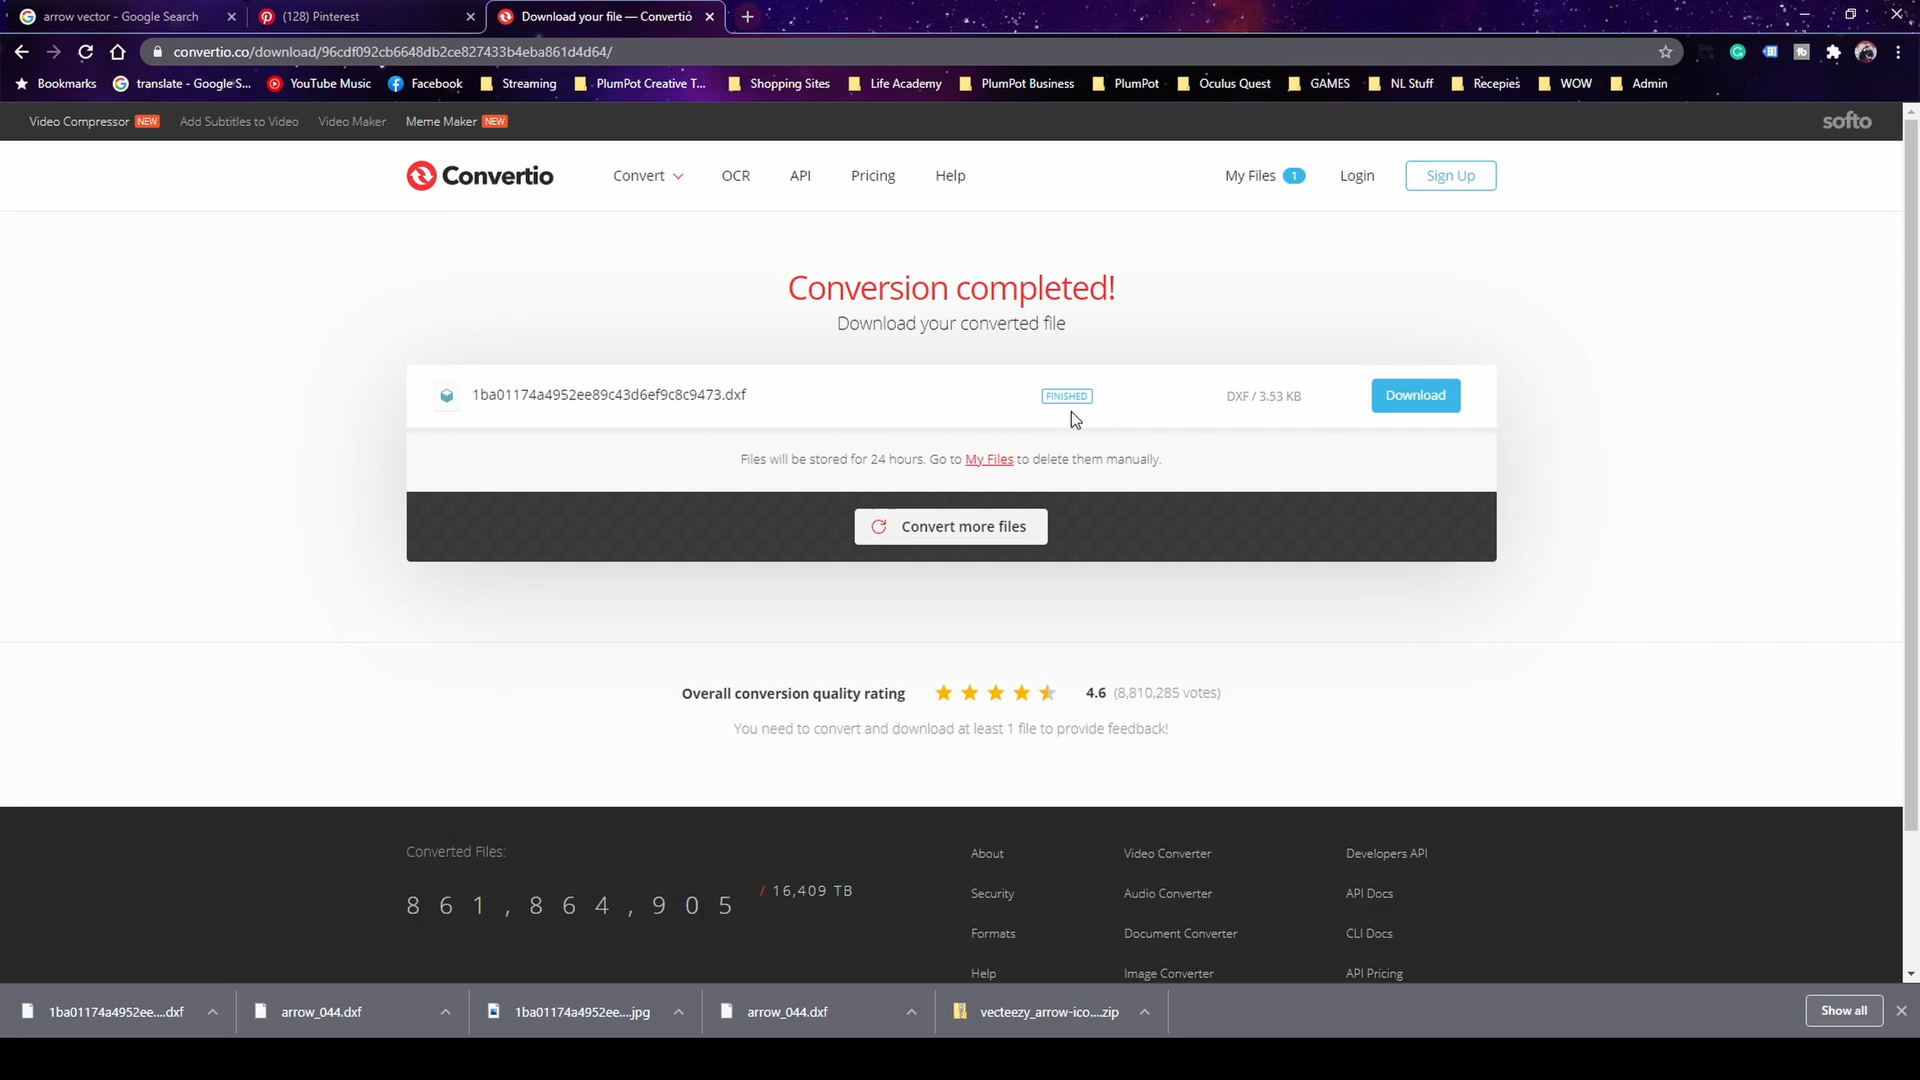 arrow vector - Google Search
(128) Pinterest
Download your file — Convertio
convertio.co/download/96cdf092cb6648db2ce827433b4eba861d4d64/
Bookmarks
translate - Google S...
YouTube Music
Facebook
Streaming
PlumPot Creative T...
Shopping Sites
Life Academy
PlumPot Business
PlumPot
Oculus Quest
GAMES
NL Stuff
Recepies
WOW
Admin
Video Compressor NEW
Add Subtitles to Video
Video Maker
Meme Maker NEW
softo
Convertio
Convert
OCR
API
Pricing
Help
My Files 1
Login
Sign Up
Conversion completed!
Download your converted file
1ba01174a4952ee89c43d6ef9c8c9473.dxf
FINISHED
DXF / 3.53 KB
Download
Files will be stored for 24 hours. Go to My Files to delete them manually.
Convert more files
Overall conversion quality rating
4.6 (8,810,285 votes)
You need to convert and download at least 1 file to provide feedback!
Converted Files:
861,864,905
/ 16,409 TB
About
Video Converter
Developers API
Security
Audio Converter
API Docs
Formats
Document Converter
CLI Docs
Help
Image Converter
API Pricing
1ba01174a4952ee....dxf
arrow_044.dxf
1ba01174a4952ee....jpg
arrow_044.dxf
vecteezy_arrow-ico....zip
Show all